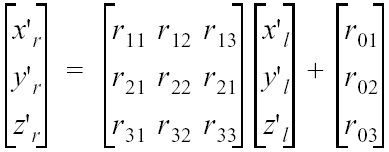 x'r = r11 r12 r13 x'l + r01
y'r r21 r22 r21 y'l r02
z'r r31 r32 r33 z'l r03